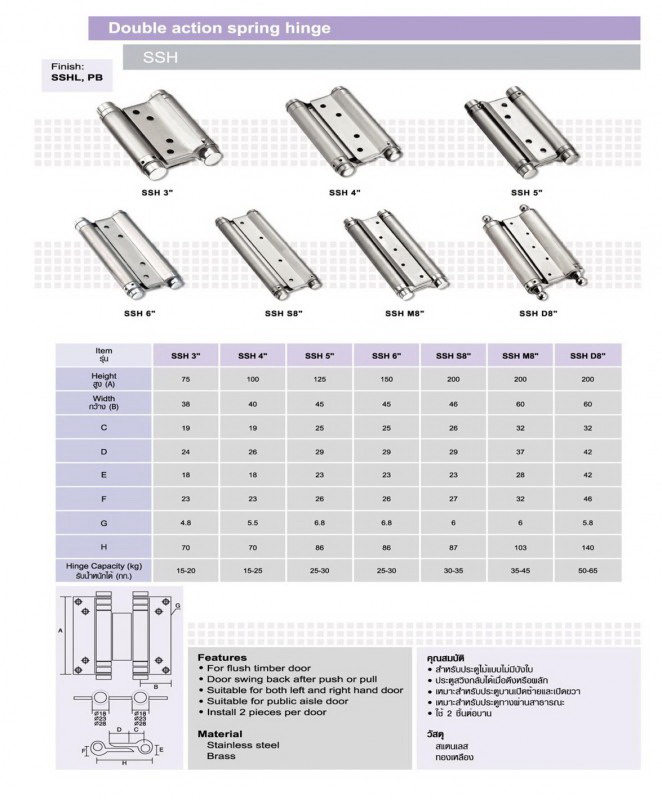 Double action spring hinge
SSH
Finish:
SSHL, PB
SSH 3" SSH 4" SSH 5"
SSH 6" SSH S8" SSH M8" SSH D8"
Item SSH 3" SSH 4" SSH 5" SSH 6" SSH S8" SSH M8" SSH D8"
รุ่น
Height 75 100 125 150 200 200 200
สูง (A)
Width 38 40 45 45 46 60 60
กว้าง (B)
C 19 19 25 25 26 32 32
D 24 26 29 29 29 37 42
E 18 18 23 23 23 28 42
F 23 23 26 26 27 32 46
G 4.8 5.5 6.8 6.8 6 6 5.8
H 70 70 86 86 87 103 140
Hinge Capacity (kg) 15-20 15-25 25-30 25-30 30-35 35-45 50-65
รับน้ำหนักได้ (กก.)
A
G
B
Ø18 Ø18
Ø23 Ø23
Ø28 Ø28
D C
F E
H
Features
• For flush timber door
• Door swing back after push or pull
• Suitable for both left and right hand door
• Suitable for public aisle door
• Install 2 pieces per door
Material
Stainless steel
Brass
คุณสมบัติ
• สำหรับประตูไม้แบบไม่มีบังใบ
• ประตูสวิงกลับได้เมื่อดึงหรือผลัก
• เหมาะสำหรับประตูบานเปิดซ้ายและเปิดขวา
• เหมาะสำหรับประตูทางผ่านสาธารณะ
• ใช้ 2 ชิ้นต่อบาน
วัสดุ
สแตนเลส
ทองเหลือง